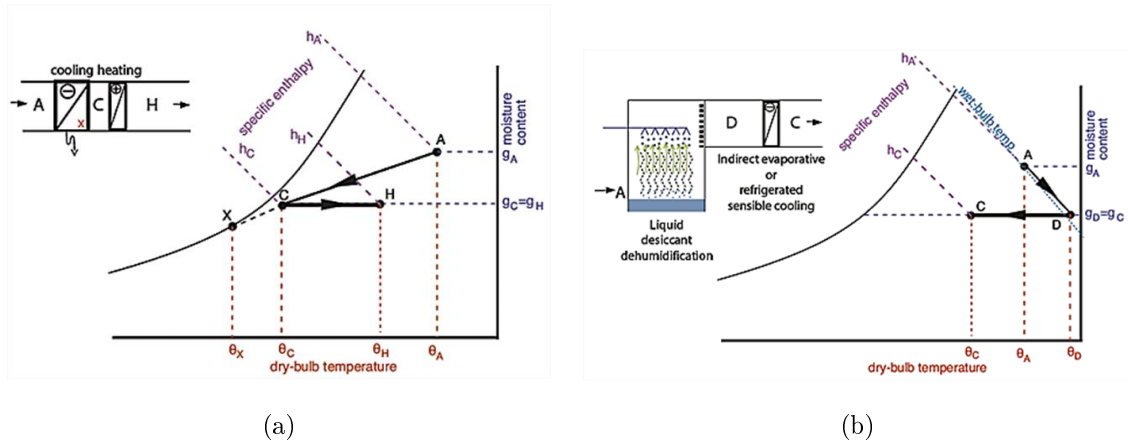 cooling heating
A
C
H
X
specific enthalpy
h_A
h_H
h_C
A
C
H
X
moisture content
g_A
g_C=g_H
θ_X
θ_C
θ_H
θ_A
dry-bulb temperature
(a)
A
D
C
Indirect evaporative
or
refrigerated
sensible cooling
Liquid
desiccant
dehumidification
specific enthalpy
h_A
h_C
wet-bulb temp
A
C
D
moisture
content
g_A
g_D=g_C
θ_C
θ_A
θ_D
dry-bulb temperature
(b)